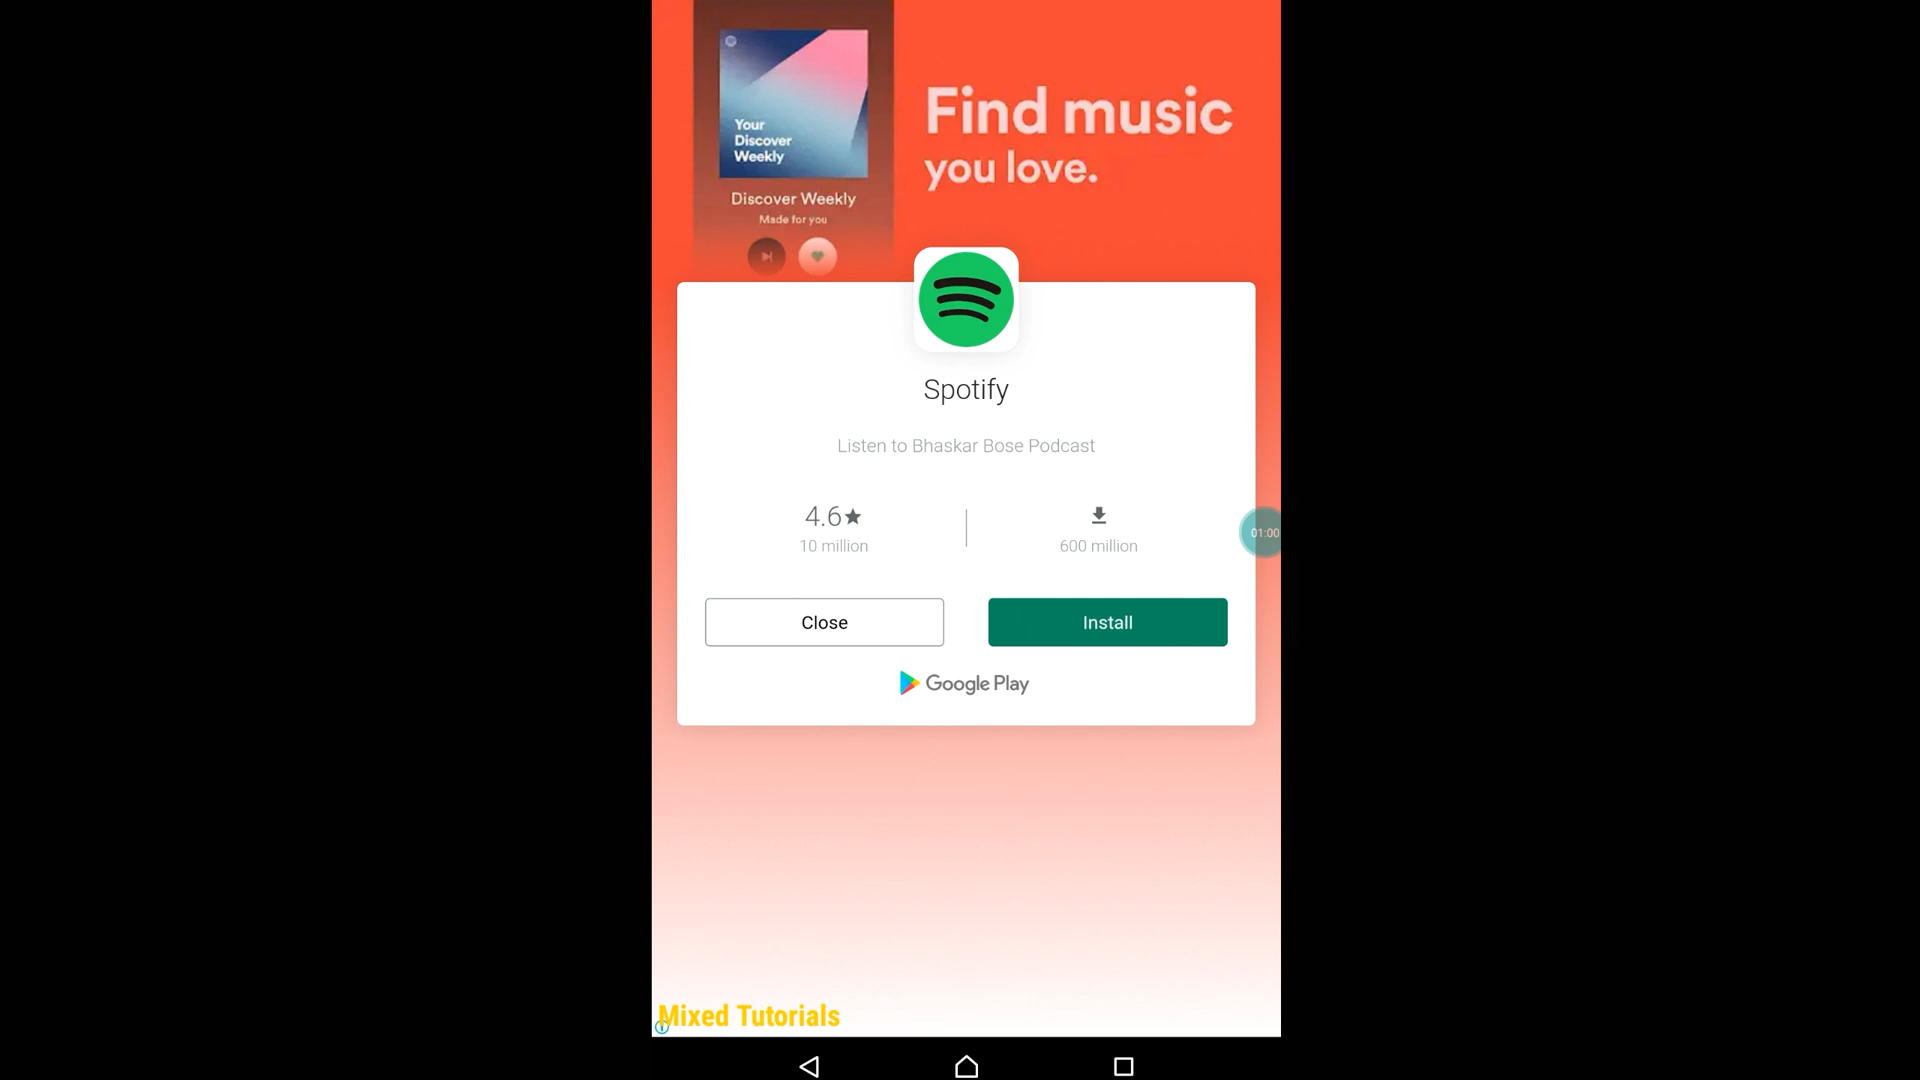 Your
Discover
Weekly
Discover Weekly
Made for you
Find music
you love.
Spotify
Listen to Bhaskar Bose Podcast
4.6★
10 million
600 million
01:00
Close
Install
Google Play
Mixed Tutorials